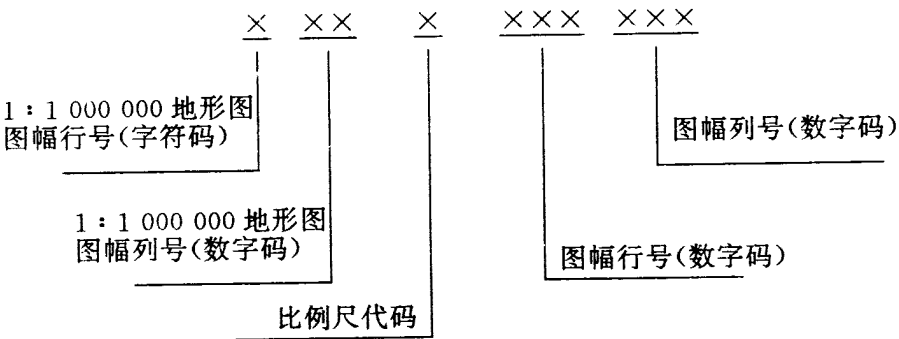 × ×× × ××× ×××
1：1 000 000 地形图
图幅行号(字符码)
图幅列号(数字码)
1：1 000 000 地形图
图幅列号(数字码)
图幅行号(数字码)
比例尺代码